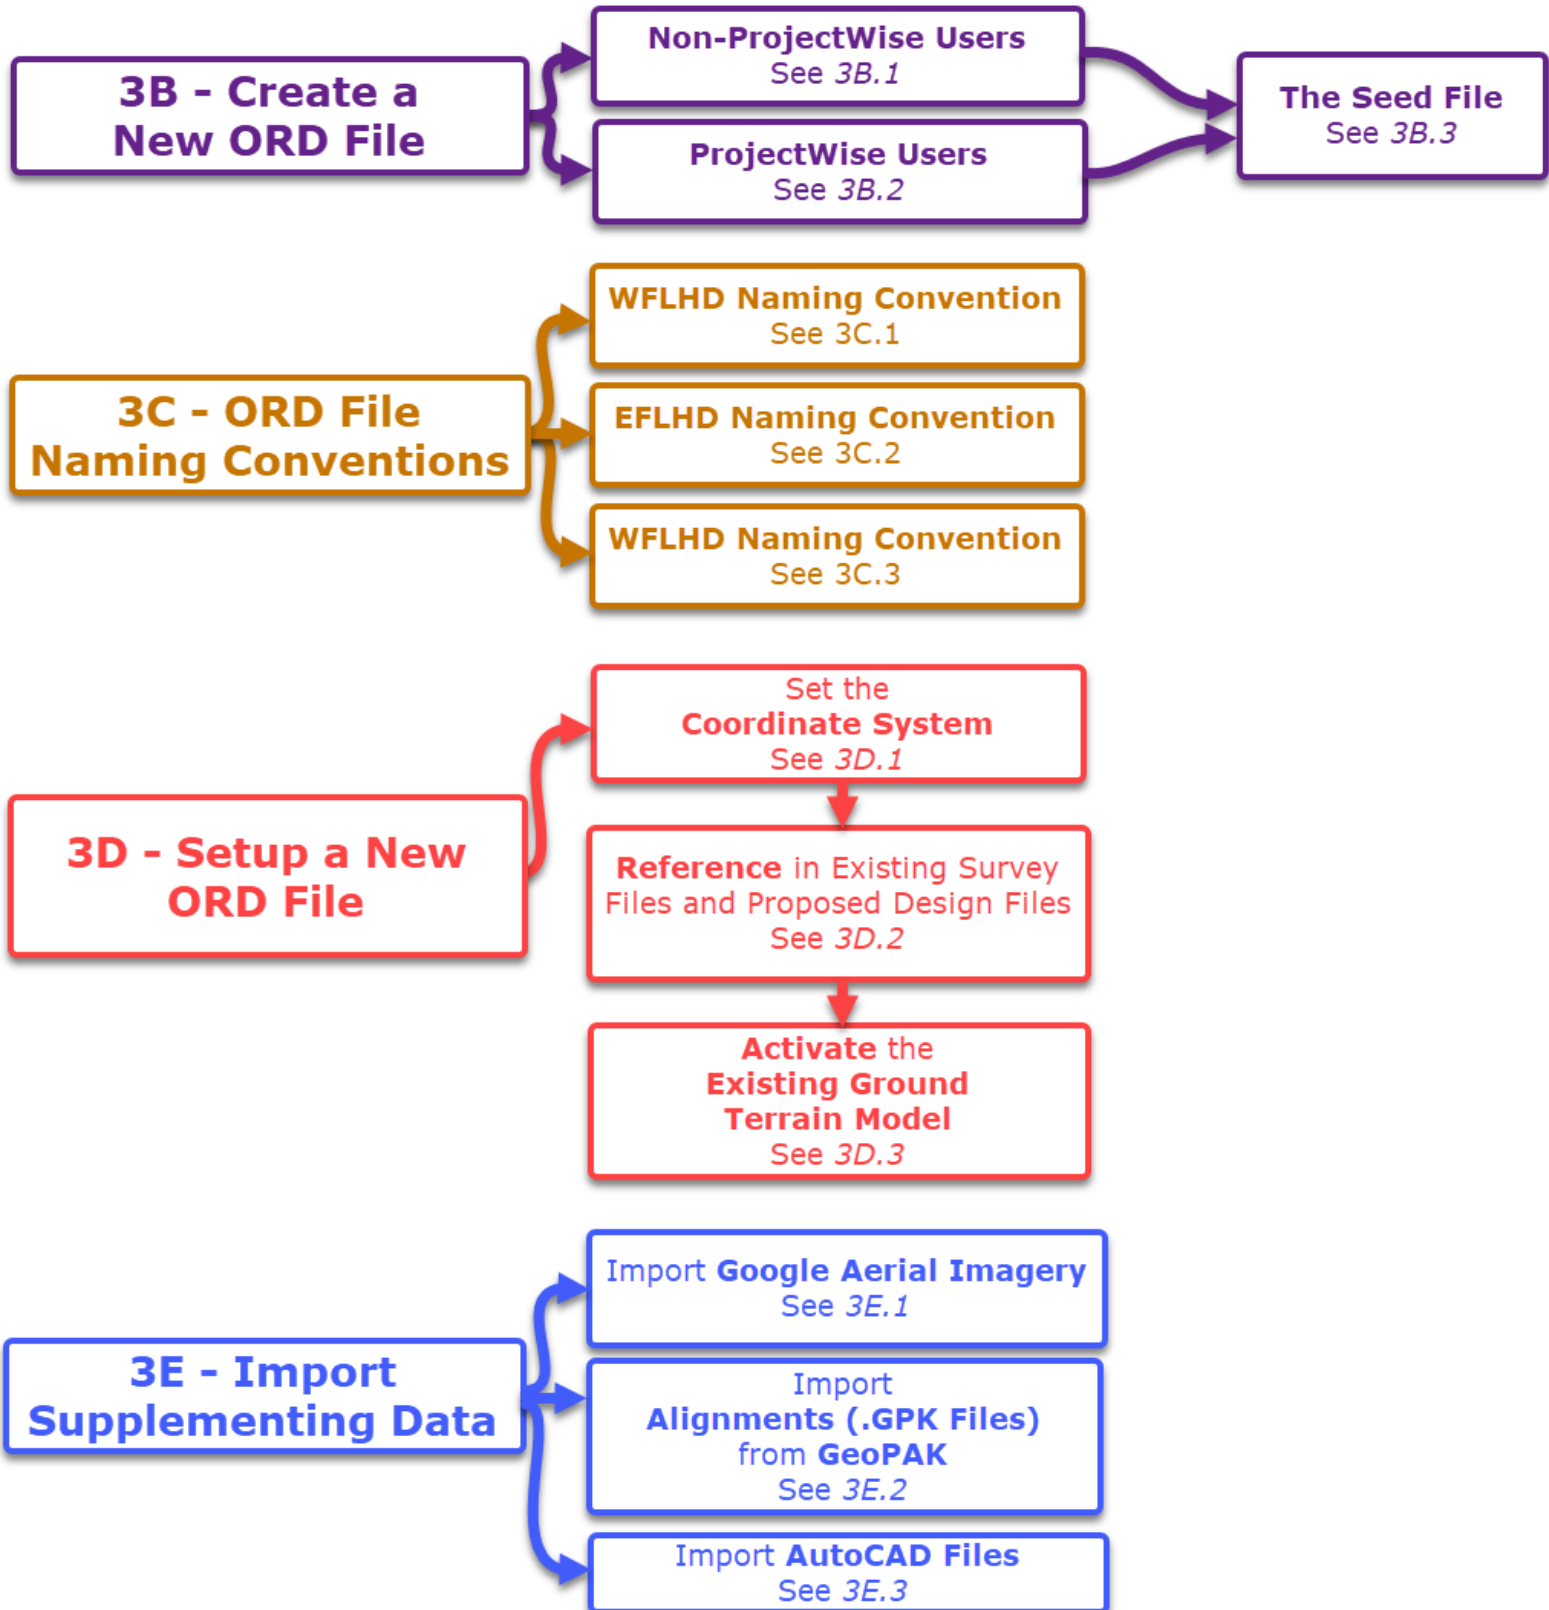 3B - Create a
New ORD File
Non-ProjectWise Users
See 3B.1
ProjectWise Users
See 3B.2
The Seed File
See 3B.3
3C - ORD File
Naming Conventions
WFLHD Naming Convention
See 3C.1
EFLHD Naming Convention
See 3C.2
WFLHD Naming Convention
See 3C.3
3D - Setup a New
ORD File
Set the
Coordinate System
See 3D.1
Reference in Existing Survey
Files and Proposed Design Files
See 3D.2
Activate the
Existing Ground
Terrain Model
See 3D.3
3E - Import
Supplementing Data
Import Google Aerial Imagery
See 3E.1
Import
Alignments (.GPK Files)
from GeoPAK
See 3E.2
Import AutoCAD Files
See 3E.3